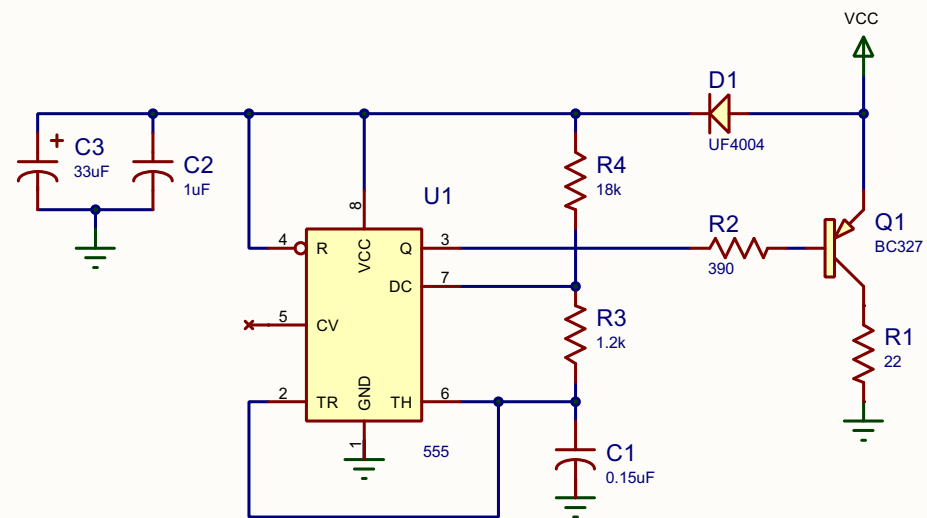 VCC
D1
UF4004
+
C3
33uF
C2
1uF
R4
18k
U1
8
4
R
VCC
Q
3
R2
390
Q1
BC327
DC
7
5
CV
R3
1.2k
R1
22
2
TR
GND
TH
6
1
555
C1
0.15uF